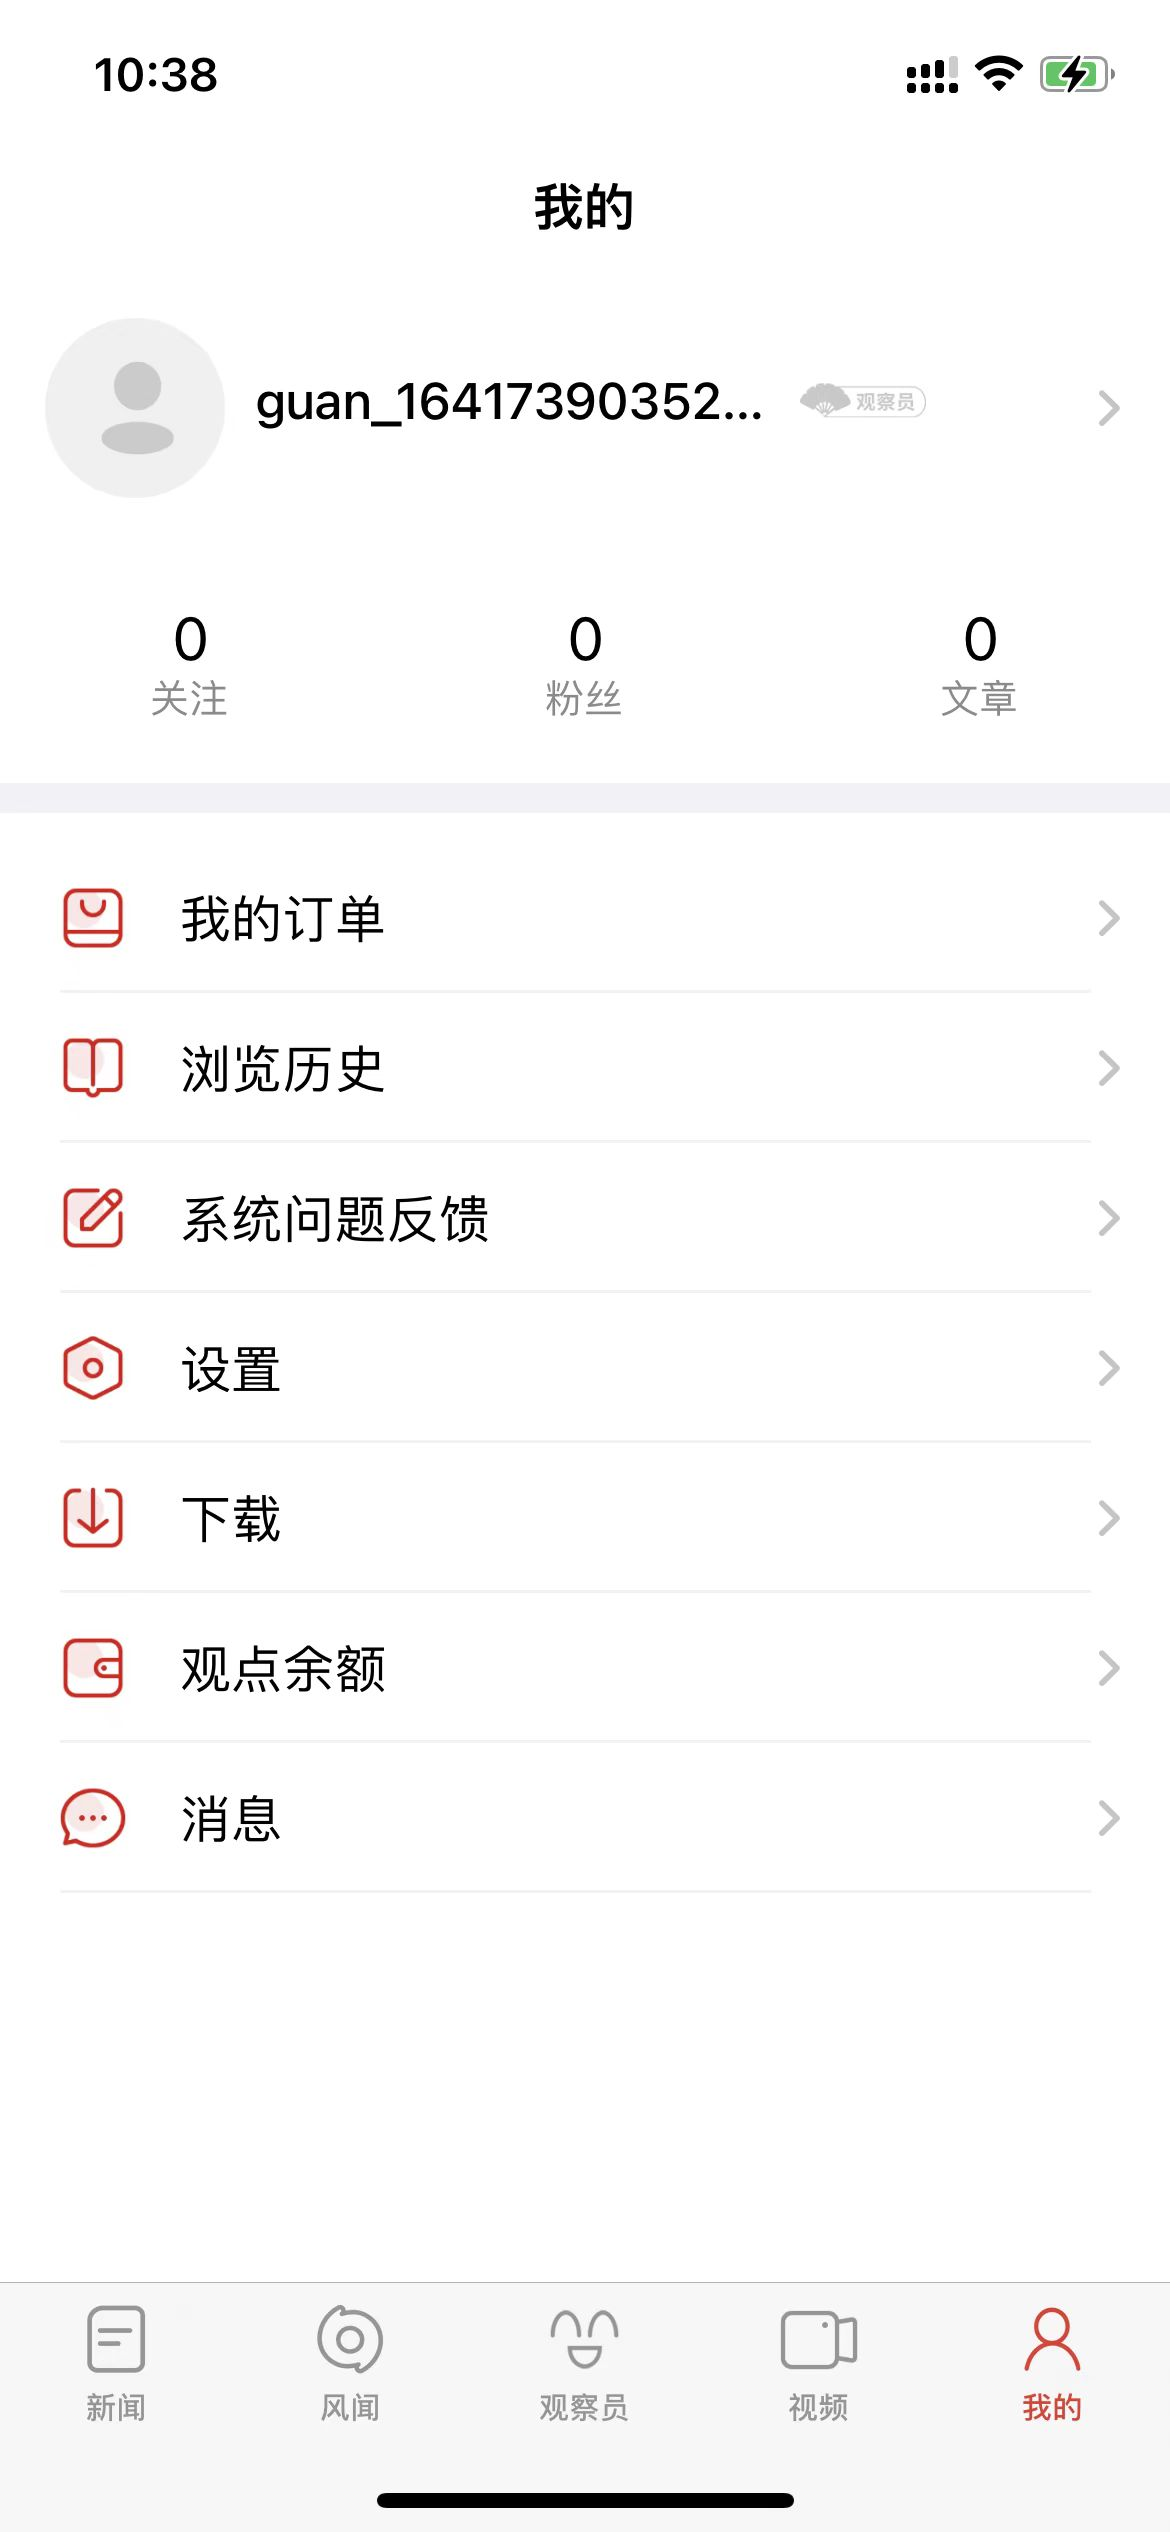 10:38
我的
guan_16417390352...
观察员
0
0
0
关注
粉丝
文章
我的订单
浏览历史
系统问题反馈
设置
下载
观点余额
消息
新闻
风闻
观察员
视频
我的